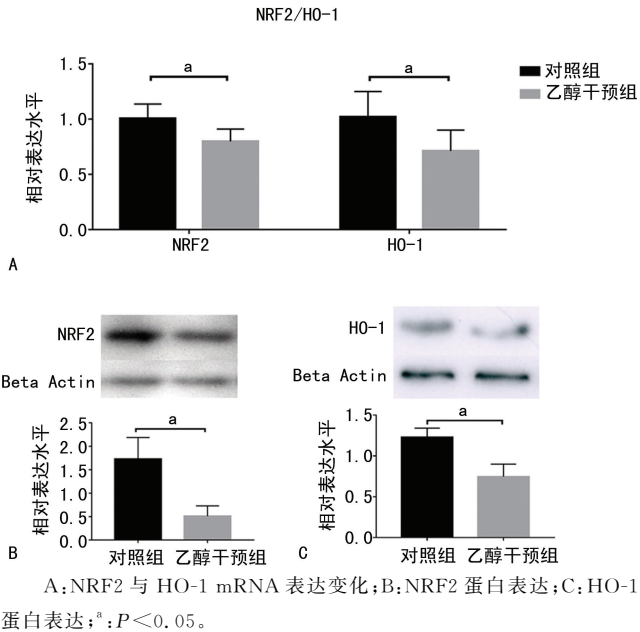 NRF2/HO-1
相对表达水平
1.5
1.0
0.5
0.0
a
a
NRF2
HO-1
对照组
乙醇干预组
A
NRF2
Beta Actin
相对表达水平
2.5
2.0
1.5
1.0
0.5
0.0
a
对照组 乙醇干预组
B
HO-1
Beta Actin
相对表达水平
1.5
1.0
0.5
0.0
a
对照组 乙醇干预组
C
A:NRF2 与 HO-1 mRNA 表达变化;B:NRF2 蛋白表达;C:HO-1
蛋白表达;ᵃ:P<0.05。